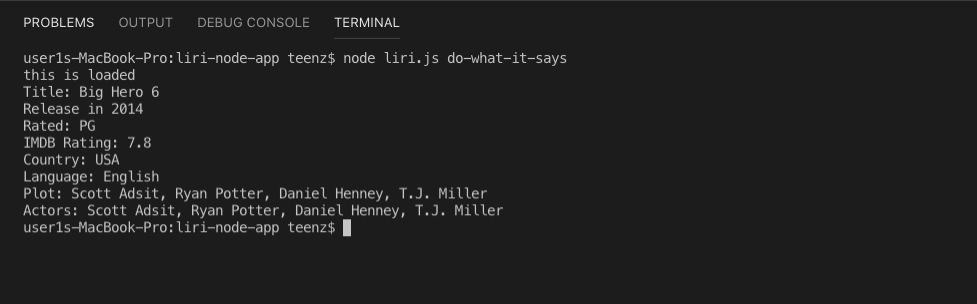 PROBLEMS OUTPUT DEBUG CONSOLE TERMINAL
user1s-MacBook-Pro:liri-node-app teenz$ node liri.js do-what-it-says
this is loaded
Title: Big Hero 6
Release in 2014
Rated: PG
IMDB Rating: 7.8
Country: USA
Language: English
Plot: Scott Adsit, Ryan Potter, Daniel Henney, T.J. Miller
Actors: Scott Adsit, Ryan Potter, Daniel Henney, T.J. Miller
user1s-MacBook-Pro:liri-node-app teenz$